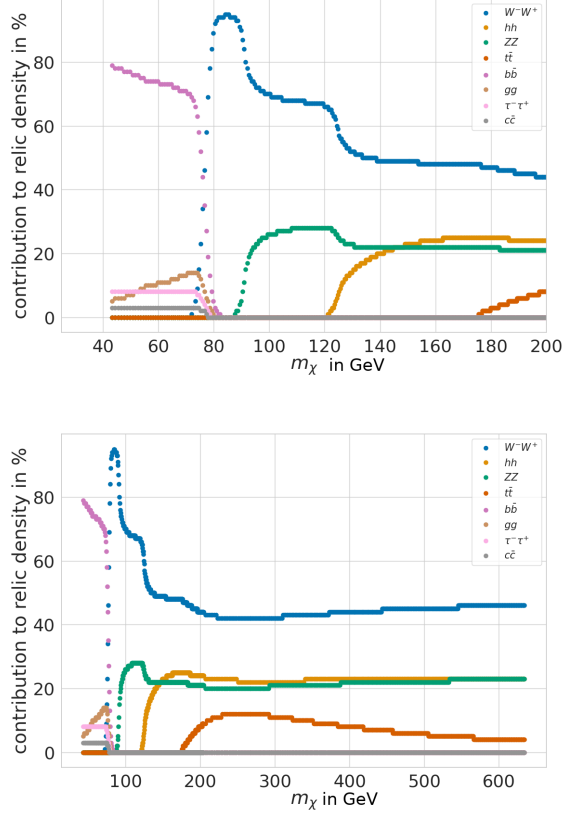 contribution to relic density in %
80
60
40
20
0
40 60 80 100 120 140 160 180 200
mχ in GeV
W⁻W⁺
hh
ZZ
tt̄
bb̄
gg
τ⁻τ⁺
cc̄
contribution to relic density in %
80
60
40
20
0
100 200 300 400 500 600
mχ in GeV
W⁻W⁺
hh
ZZ
tt̄
bb̄
gg
τ⁻τ⁺
cc̄